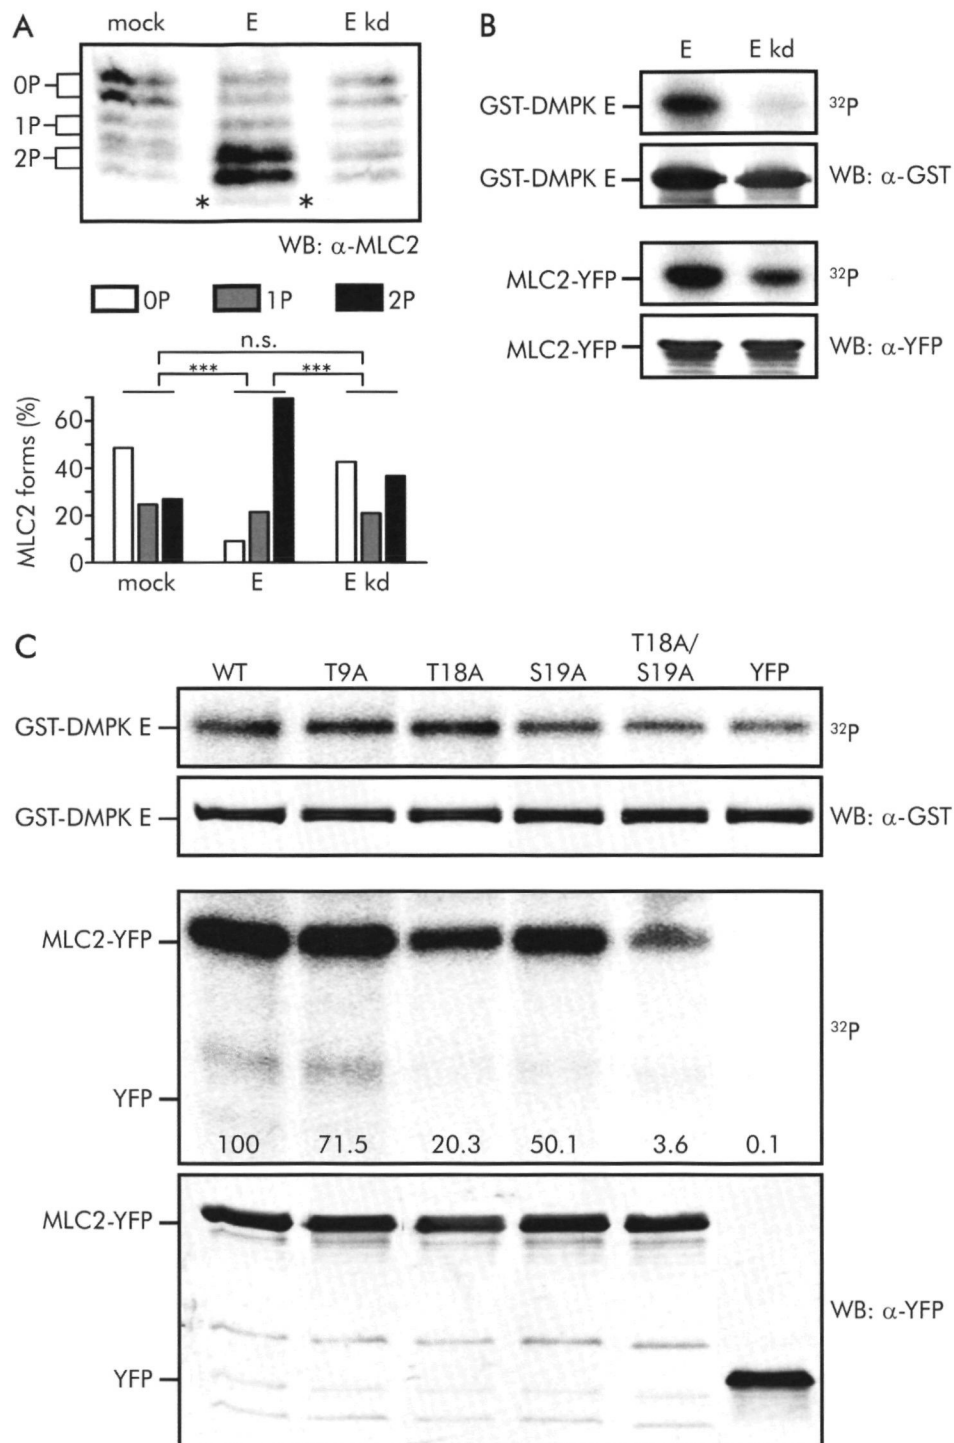 A
mock E E kd
0P
1P
2P
* *
WB: α-MLC2
0P 1P 2P
n.s.
*** ***
MLC2 forms (%)
60
40
20
0
mock E E kd
B
E E kd
GST-DMPK E ³²P
GST-DMPK E WB: α-GST
MLC2-YFP ³²P
MLC2-YFP WB: α-YFP
C
WT T9A T18A S19A T18A/ YFP
S19A
GST-DMPK E ³²P
GST-DMPK E WB: α-GST
MLC2-YFP
³²P
YFP
100 71.5 20.3 50.1 3.6 0.1
MLC2-YFP
WB: α-YFP
YFP